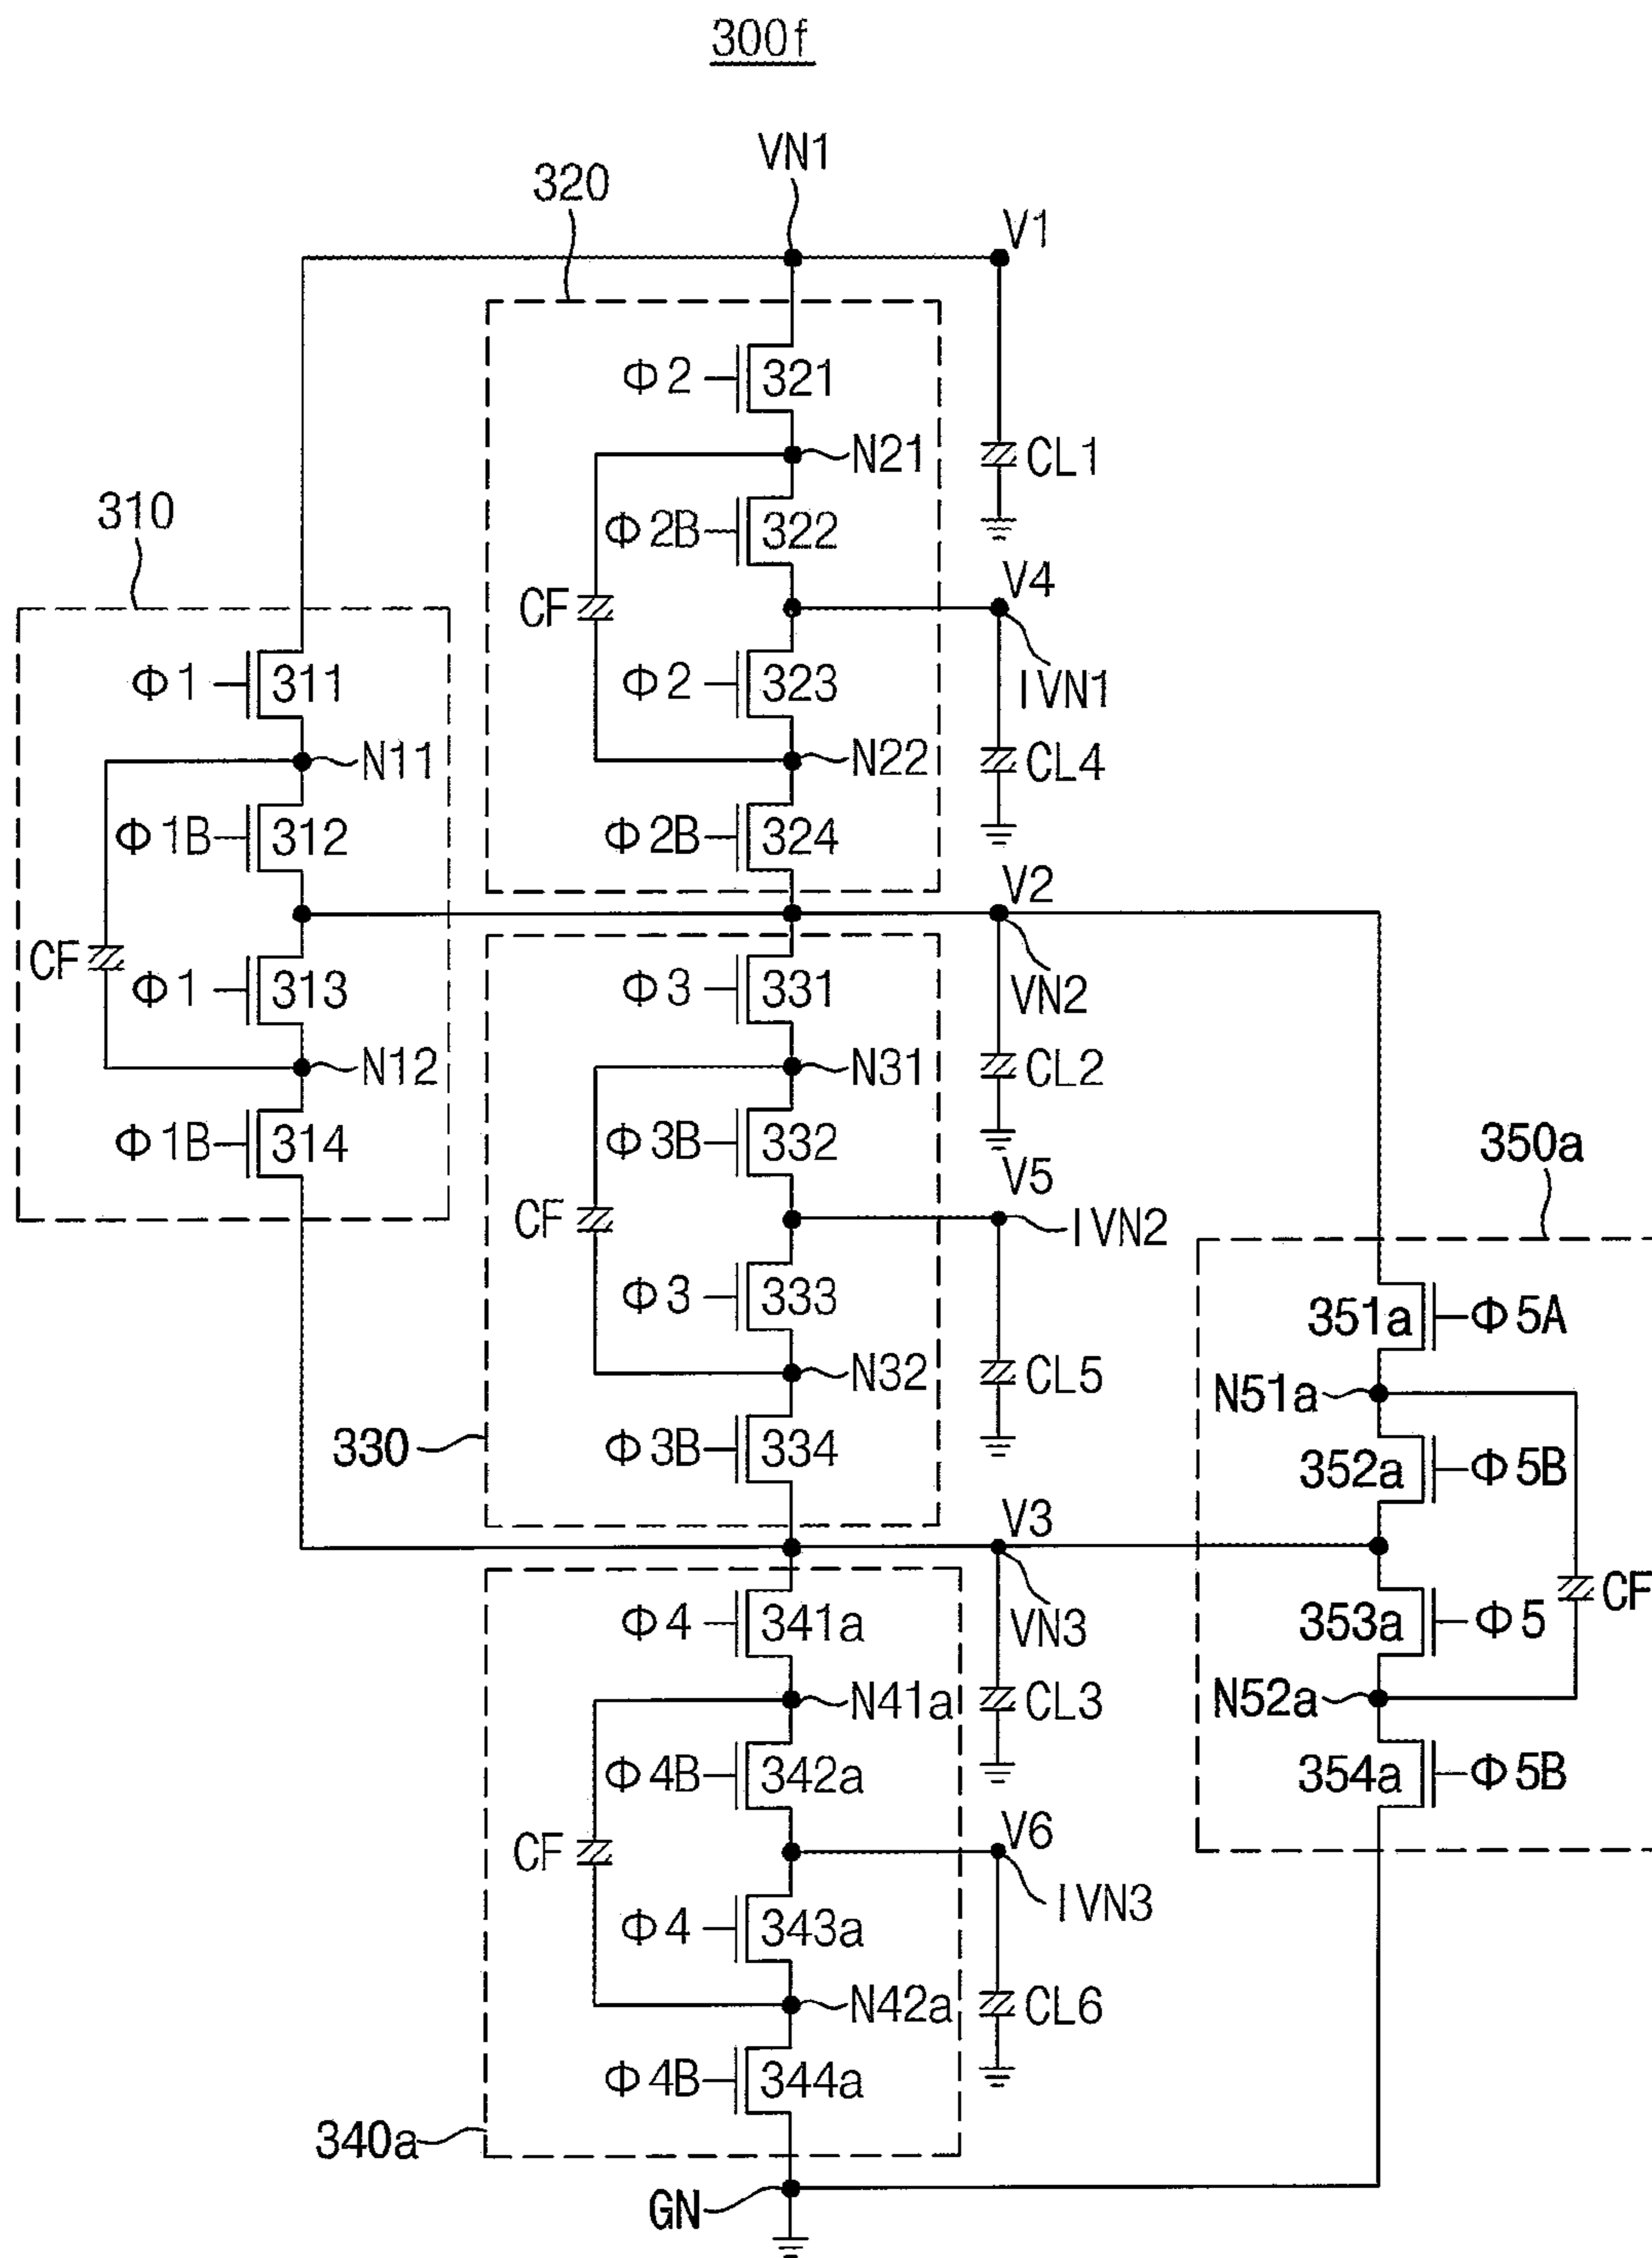 300f
VN1
320
V1
Φ2 321
N21
CL1
310
Φ2B 322
V4
CF
Φ1 311
Φ2 323
IVN1
N11
N22
CL4
Φ1B 312
Φ2B 324
V2
CF
Φ1 313
Φ3 331
VN2
N12
N31
CL2
Φ1B 314
Φ3B 332
350a
V5
CF
IVN2
Φ3 333
351a Φ5A
N32
CL5
N51a
330
Φ3B 334
352a Φ5B
V3
CF
Φ4 341a
VN3
353a Φ5
N41a
CL3
N52a
Φ4B 342a
354a Φ5B
V6
CF
IVN3
Φ4 343a
N42a
CL6
Φ4B 344a
340a
GN